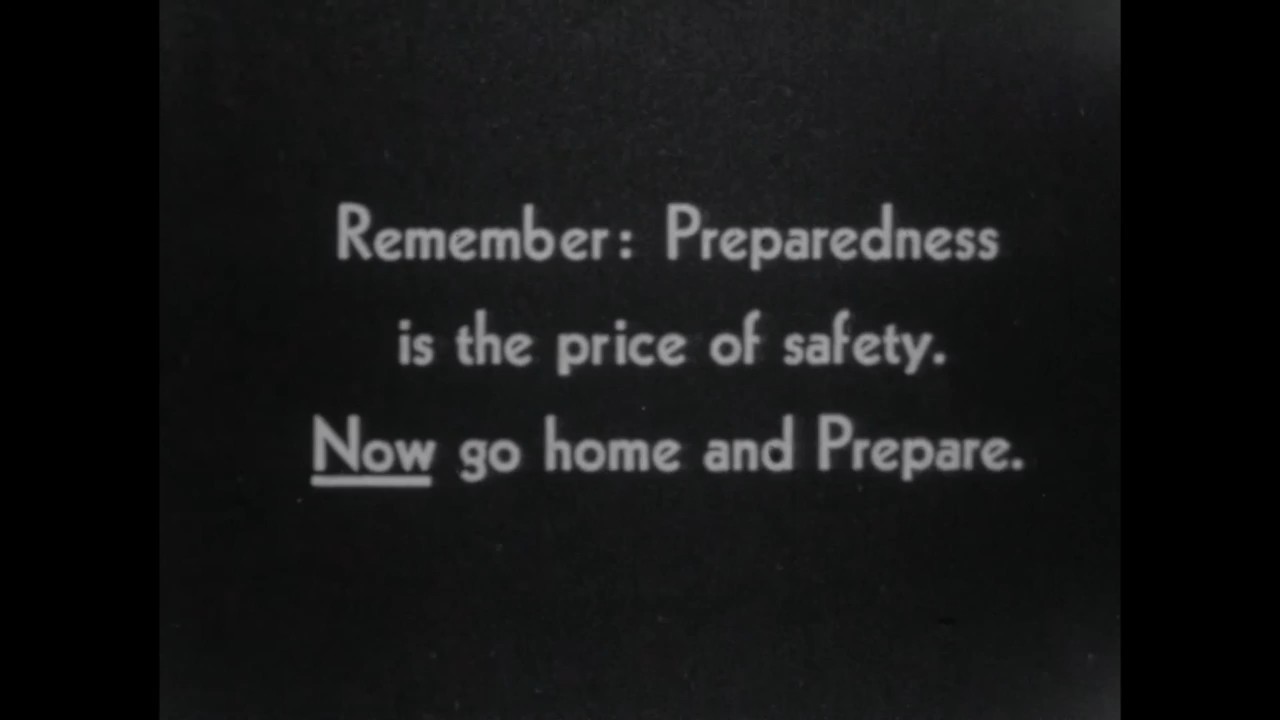 Remember: Preparedness
is the price of safety.
Now go home and Prepare.